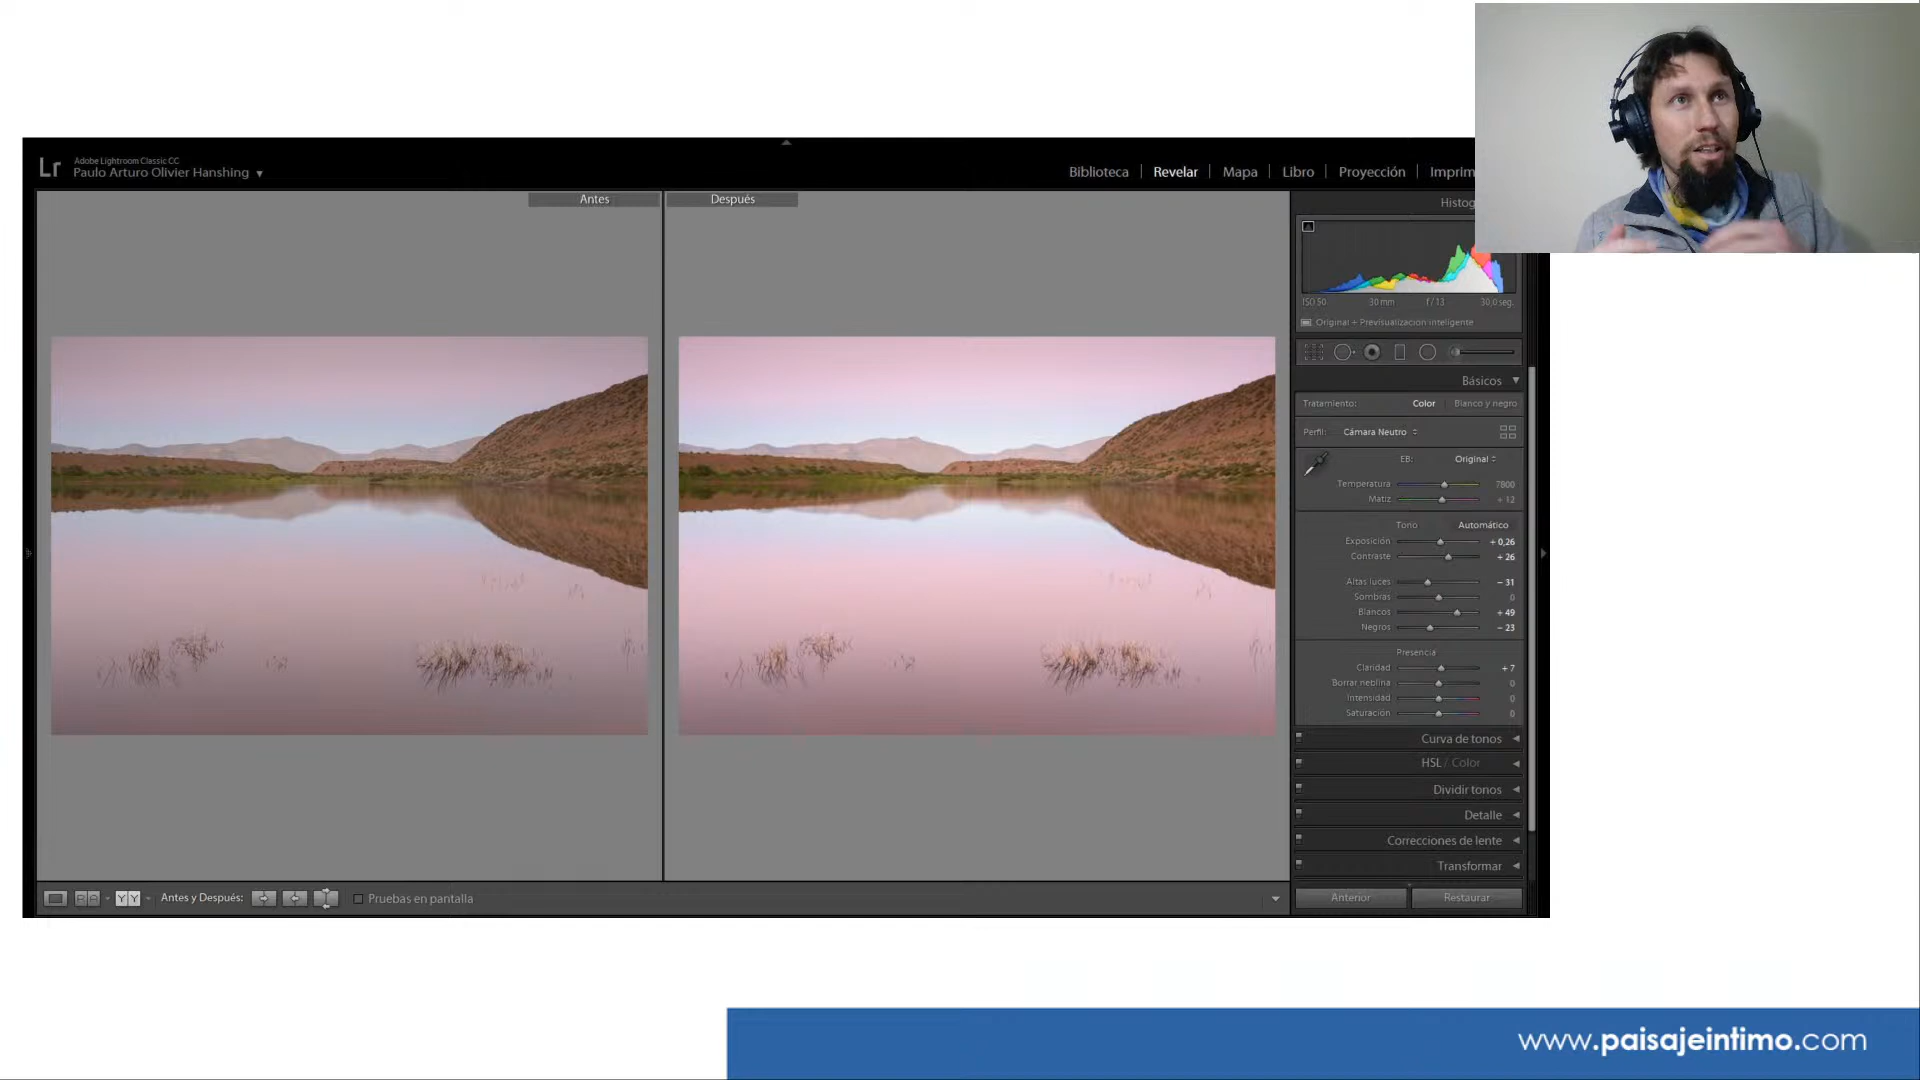 Lr
Adobe Lightroom Classic CC
Paulo Arturo Olivier Hanshing
Biblioteca | Revelar | Mapa | Libro | Proyección | Imprim
Antes
Después
Histog
ISO 50 30 mm f / 13 30,0 seg.
Original + Previsualización inteligente
Básicos
Tratamiento: Color Blanco y negro
Perfil: Cámara Neutro
EB: Original
Temperatura 7800
Matiz + 12
Tono Automático
Exposición + 0,26
Contraste + 26
Altas luces − 31
Sombras 0
Blancos + 49
Negros − 23
Presencia
Claridad + 7
Borrar neblina 0
Intensidad 0
Saturación 0
Curva de tonos
HSL / Color
Dividir tonos
Detalle
Correcciones de lente
Transformar
Y Y Antes y Después: Pruebas en pantalla
Anterior Restaurar
www.paisajeintimo.com